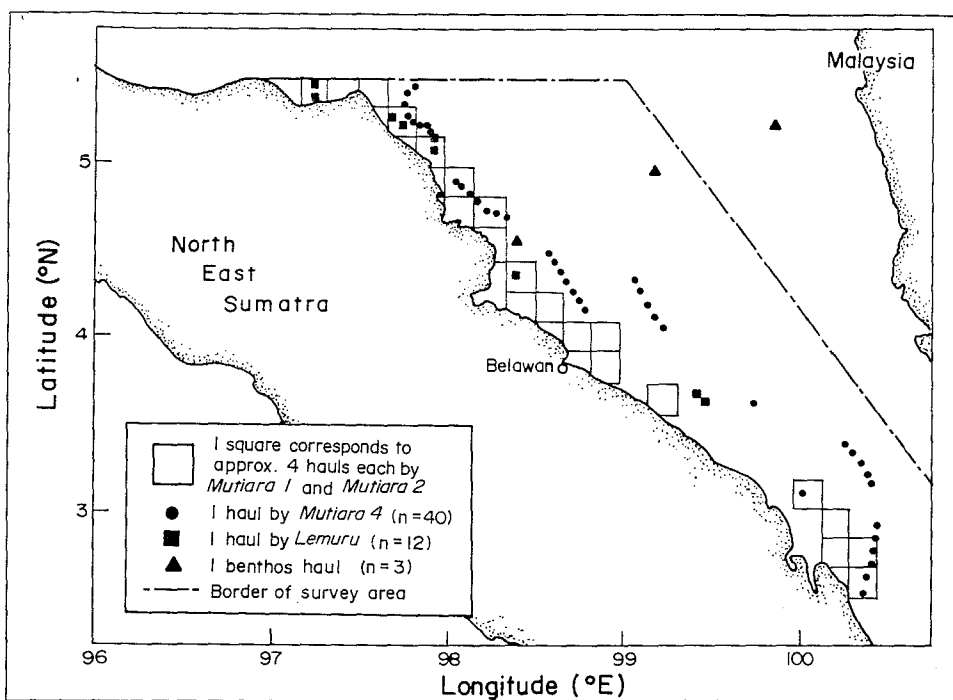 Malaysia
5
4
3
Latitude (°N)
North
East
Sumatra
Belawan
1 square corresponds to
approx. 4 hauls each by
Mutiara 1 and Mutiara 2
1 haul by Mutiara 4 (n=40)
1 haul by Lemuru (n=12)
1 benthos haul (n=3)
Border of survey area
96
97
98
99
100
Longitude (°E)